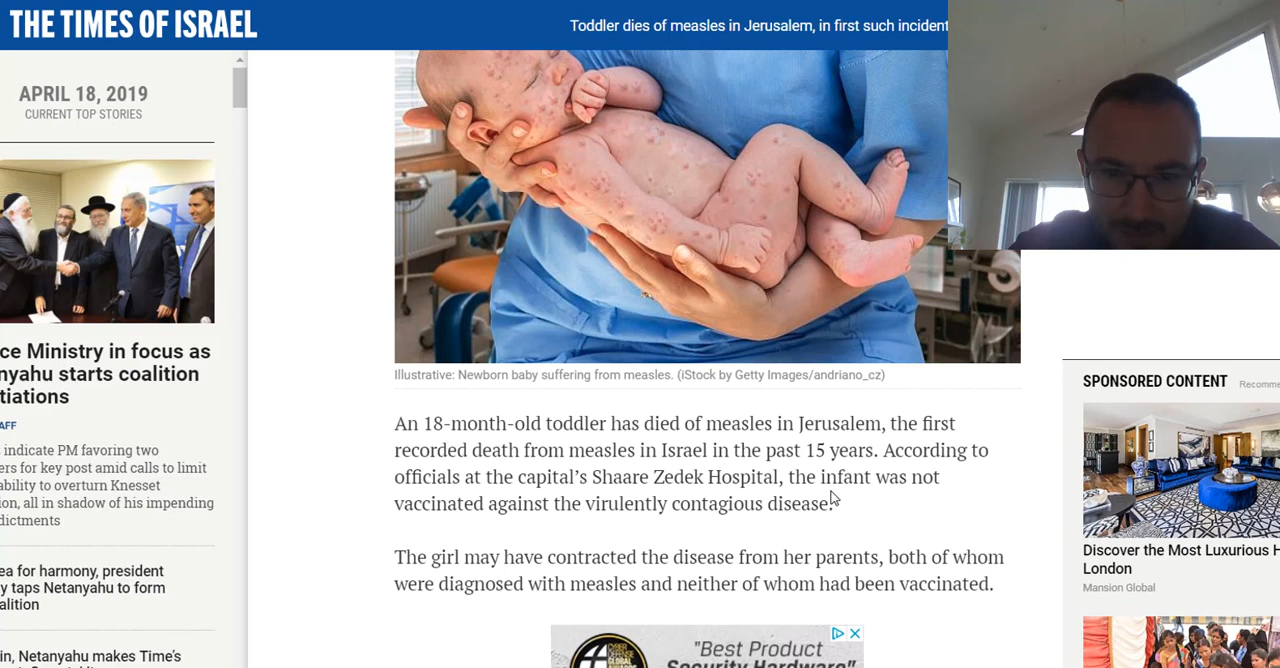 THE TIMES OF ISRAEL
Toddler dies of measles in Jerusalem, in first such incident
APRIL 18, 2019
CURRENT TOP STORIES
ce Ministry in focus as
nyahu starts coalition
tiations
AFF
indicate PM favoring two
ers for key post amid calls to limit
ability to overturn Knesset
ion, all in shadow of his impending
dictments
ea for harmony, president
y taps Netanyahu to form
alition
in, Netanyahu makes Time's
Illustrative: Newborn baby suffering from measles. (iStock by Getty Images/andriano_cz)
An 18-month-old toddler has died of measles in Jerusalem, the first
recorded death from measles in Israel in the past 15 years. According to
officials at the capital's Shaare Zedek Hospital, the infant was not
vaccinated against the virulently contagious disease.
The girl may have contracted the disease from her parents, both of whom
were diagnosed with measles and neither of whom had been vaccinated.
"Best Product
Security Hardware"
SPONSORED CONTENT
Recomme
Discover the Most Luxurious H
London
Mansion Global